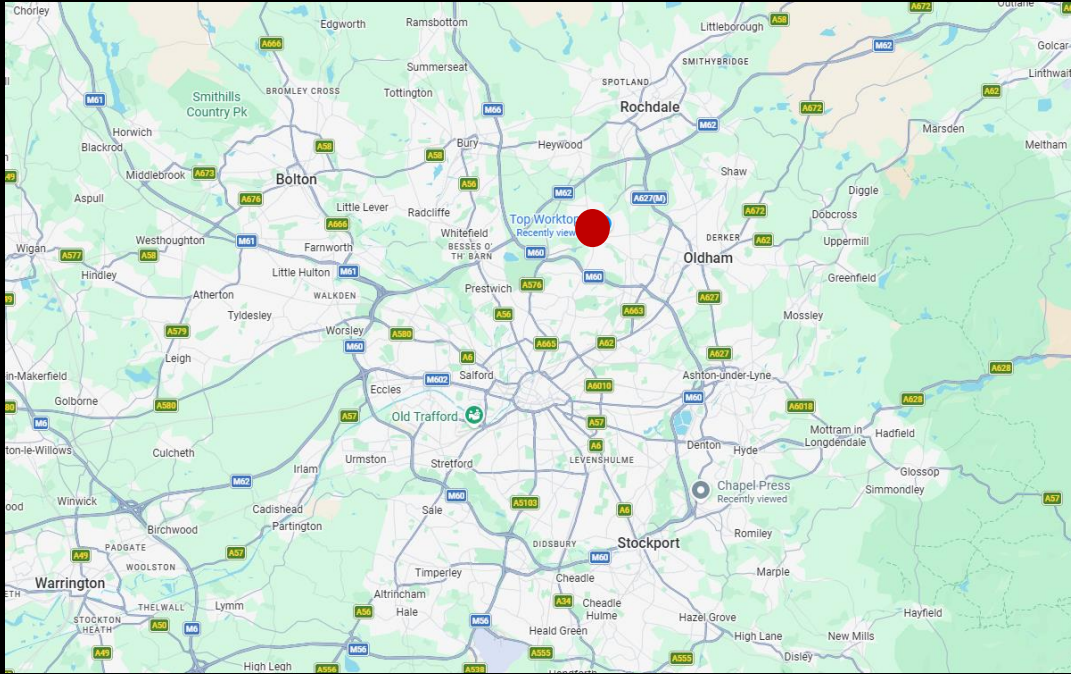 Chorley
Edgworth
Ramsbottom
A672
Outlane
A58
Littleborough
A666
M62
Golcar
Summerseat
SMITHYBRIDGE
Linthwait
SPOTLAND
BROMLEY CROSS
Tottington
A62
M61
Smithills
Country Pk
M66
Rochdale
A672
M62
Marsden
Horwich
Blackrod
A58
Bury
Heywood
Meltham
A58
Middlebrook
A673
Bolton
A56
Shaw
49
M62
A627(M)
Diggle
Aspull
A676
Little Lever
Radcliffe
A672
Dobcross
A666
Top Workto
Recently view
Westhoughton
M61
Farnworth
Whitefield
BESSES O'
TH' BARN
DERKER
A62
Uppermill
Wigan
A577
A58
M60
Oldham
Hindley
Little Hulton
M61
M60
Greenfield
Prestwich
A576
Atherton
WALKDEN
A627
49
Tyldesley
A56
A663
Mossley
A579
Worsley
A580
A665
A62
M60
A6
A627
Leigh
A628
in-Makerfield
M602
Salford
Ashton-under-Lyne
Eccles
A6010
Golborne
M60
A628
80
A580
A57
Old Trafford
A6018
M6
A57
Mottram in
Longdendale
Hadfield
ton-le-Willows
A6
Denton
Hyde
Culcheth
Urmston
Stretford
LEVENSHULME
Irlam
Glossop
M62
Chapel Press
Recently viewed
Simmondley
Winwick
M60
A57
ood
Cadishead
Sale
A5103
A6
Partington
Birchwood
Romiley
PADGATE
A57
DIDSBURY
Stockport
A49
M60
WOOLSTON
Timperley
Cheadle
Marple
Warrington
Altrincham
ETH
THELWALL
Lymm
A56
Hale
A34
Cheadle
Hulme
Hazel Grove
Hayfield
STOCKTON
HEATH
A50
M6
M56
Heald Green
High Lane
New Mills
A49
M56
A555
A555
Disley
High Legh
A556
A538